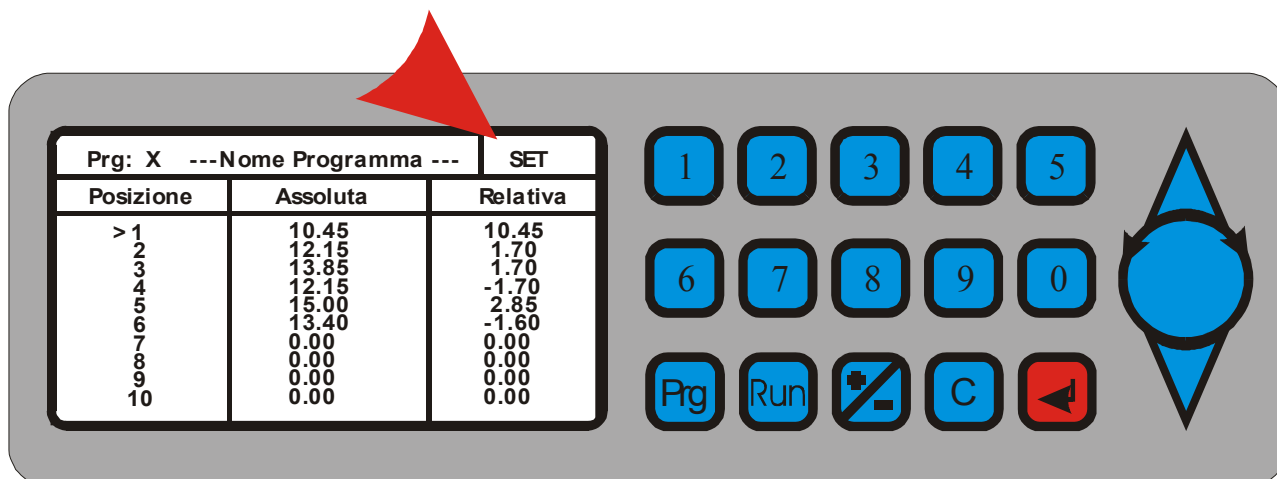 Prg: X ---Nome Programma --- SET
Posizione Assoluta Relativa
> 1 10.45 10.45
2 12.15 1.70
3 13.85 1.70
4 12.15 -1.70
5 15.00 2.85
6 13.40 -1.60
7 0.00 0.00
8 0.00 0.00
9 0.00 0.00
10 0.00 0.00
1 2 3 4 5
6 7 8 9 0
Prg Run + - C